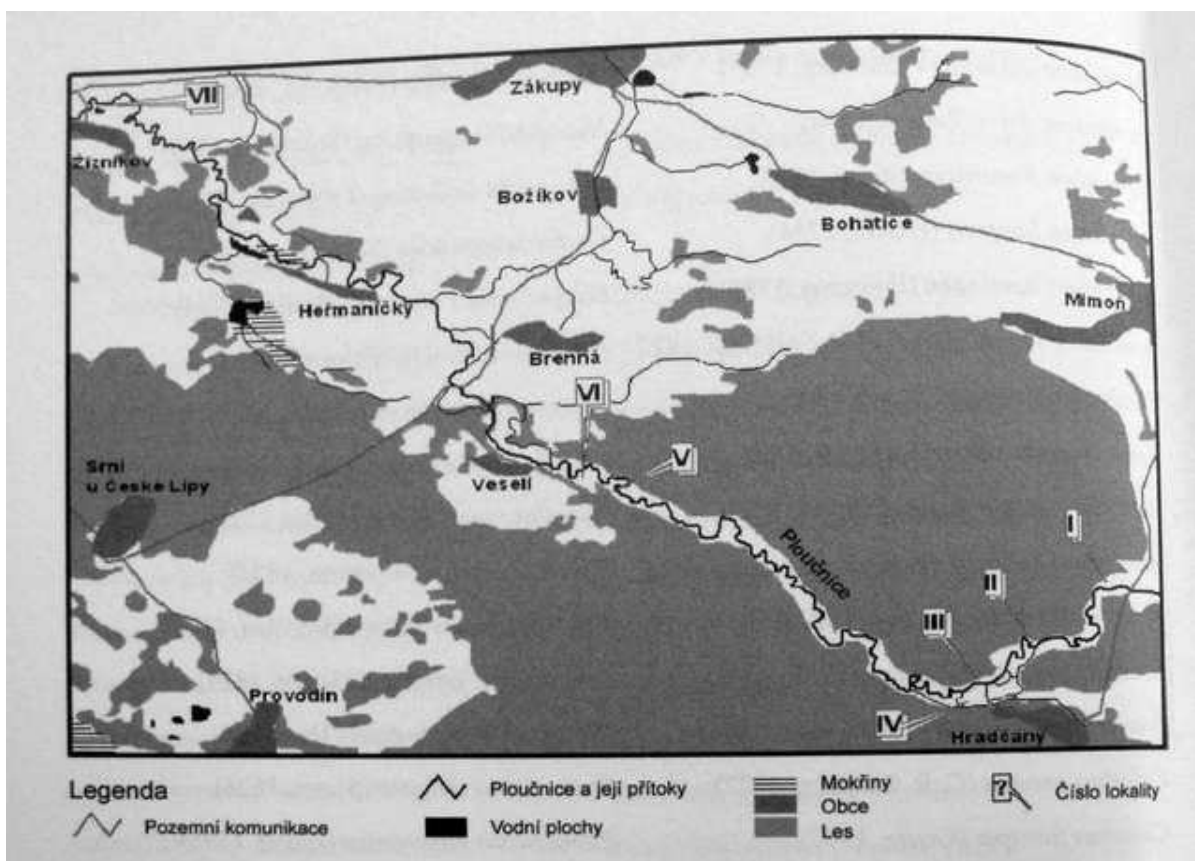 VII
Zákupy
Žízníkov
Božíkov
Bohatice
Heřmaničky
Mimoň
Brenná
VI
V
Srní
u České Lípy
Veselí
I
Ploučnice
II
III
Provodín
IV
Hradčany
Legenda
Ploučnice a její přítoky
Pozemní komunikace
Vodní plochy
Mokřiny
Obce
Les
?
Číslo lokality